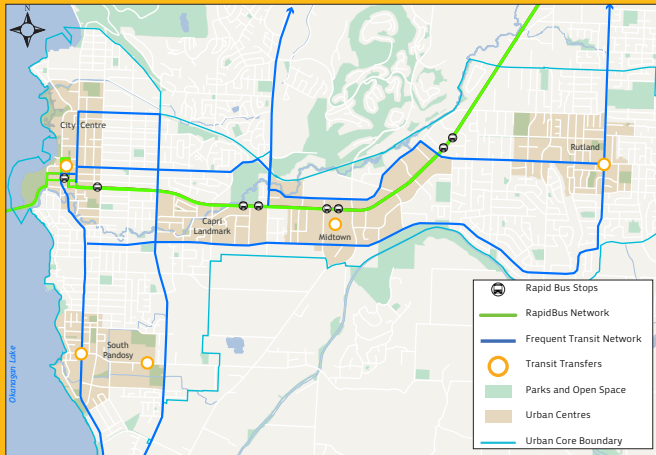 City Centre
Rutland
Capri
Landmark
Midtown
South
Pandosy
Okanagan Lake
Rapid Bus Stops
RapidBus Network
Frequent Transit Network
Transit Transfers
Parks and Open Space
Urban Centres
Urban Core Boundary